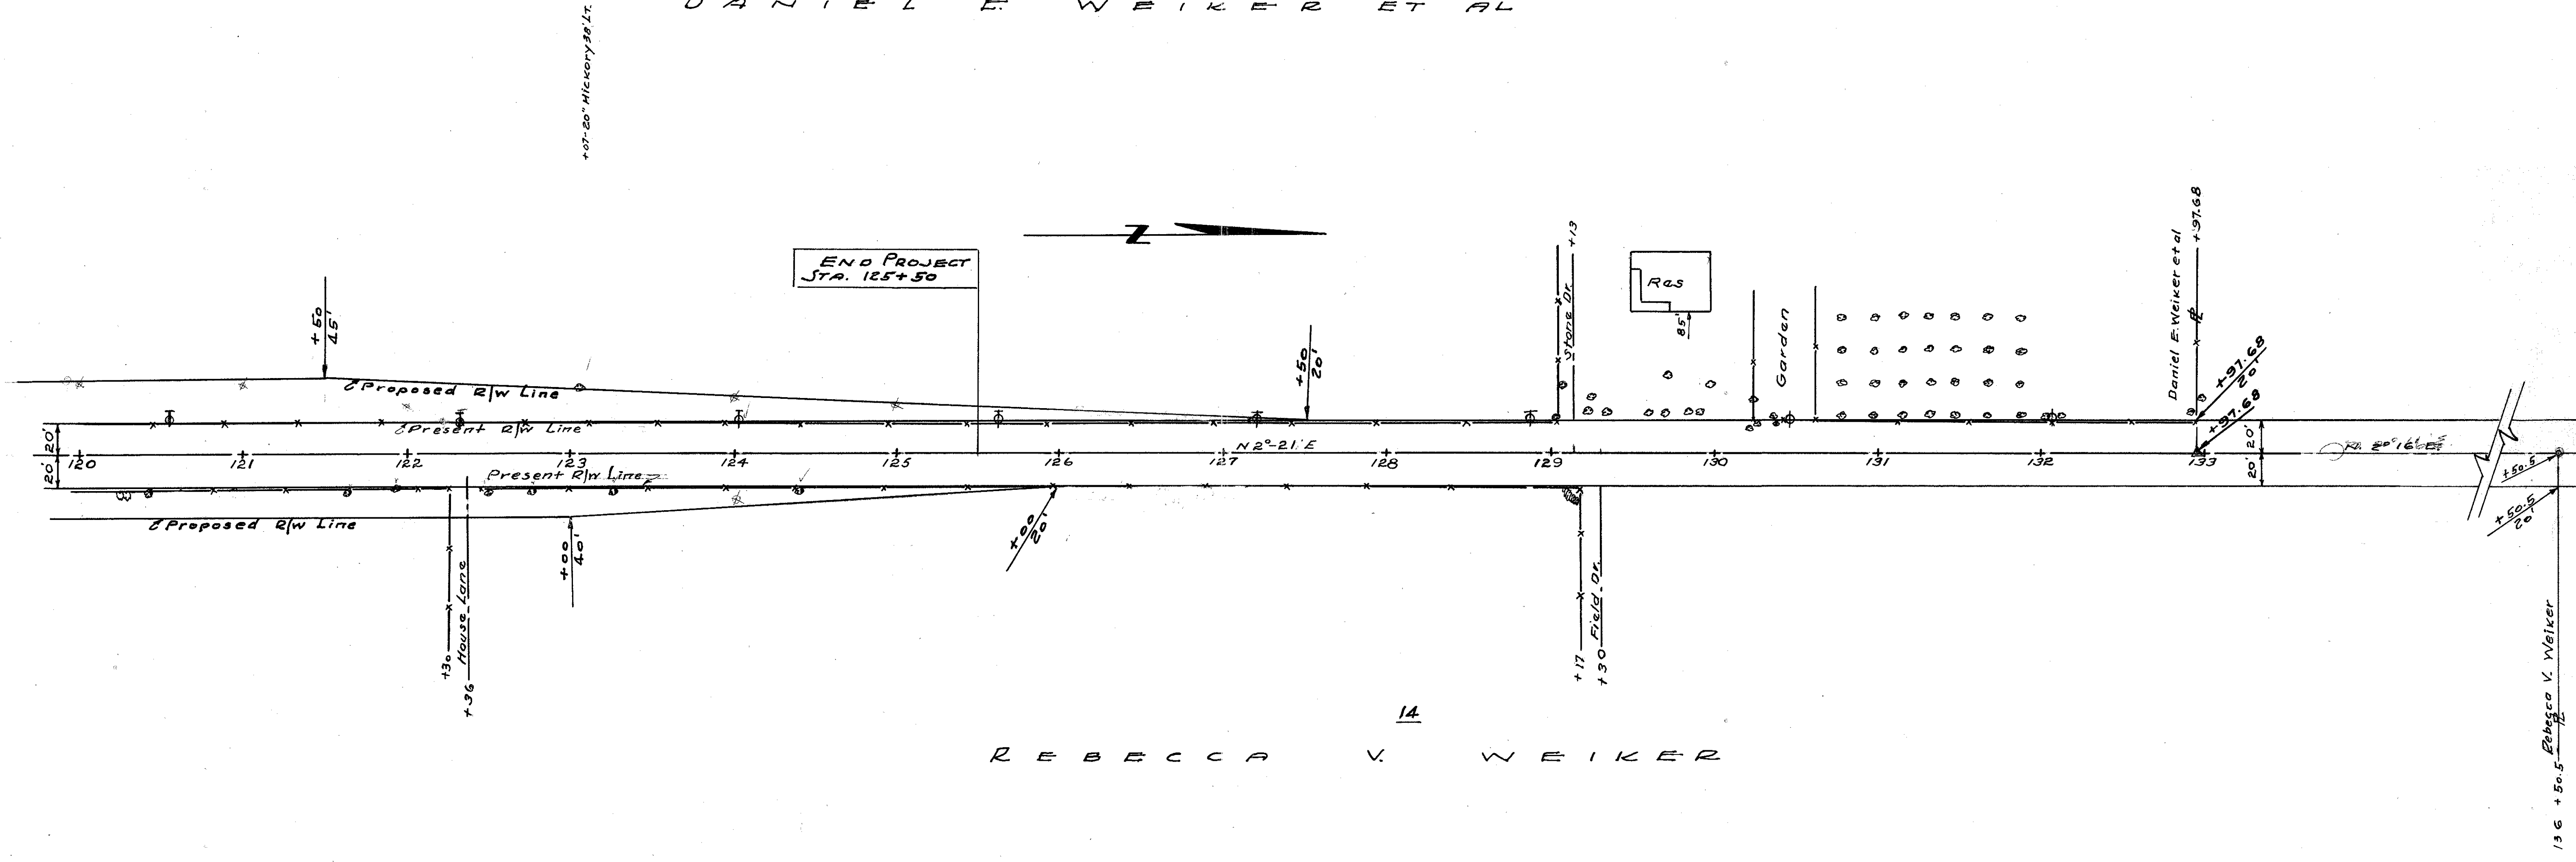 DANIEL E. WEIKER ET AL
+07-20" Hickory 38' LT.
END PROJECT
STA. 125+50
+50
45'
+50
20'
Stone Dr. +13
Res
85'
Garden
Daniel E. Weiker et al
+97.68
+97.68
20'
+97.68
Proposed R/W Line
Present R/W Line
20' 20'
N 2°-21' E
120 121 122 123 124 125 126 127 128 129 130 131 132 133
20' 20'
Present R/W Line
Proposed R/W Line
+00
40'
+00
20'
+30
House Lane
+36
+17
+30 Field Dr.
+50.5
+50.5
20'
14
REBECCA V. WEIKER
136 + 50.5 Rebecca V. Weiker